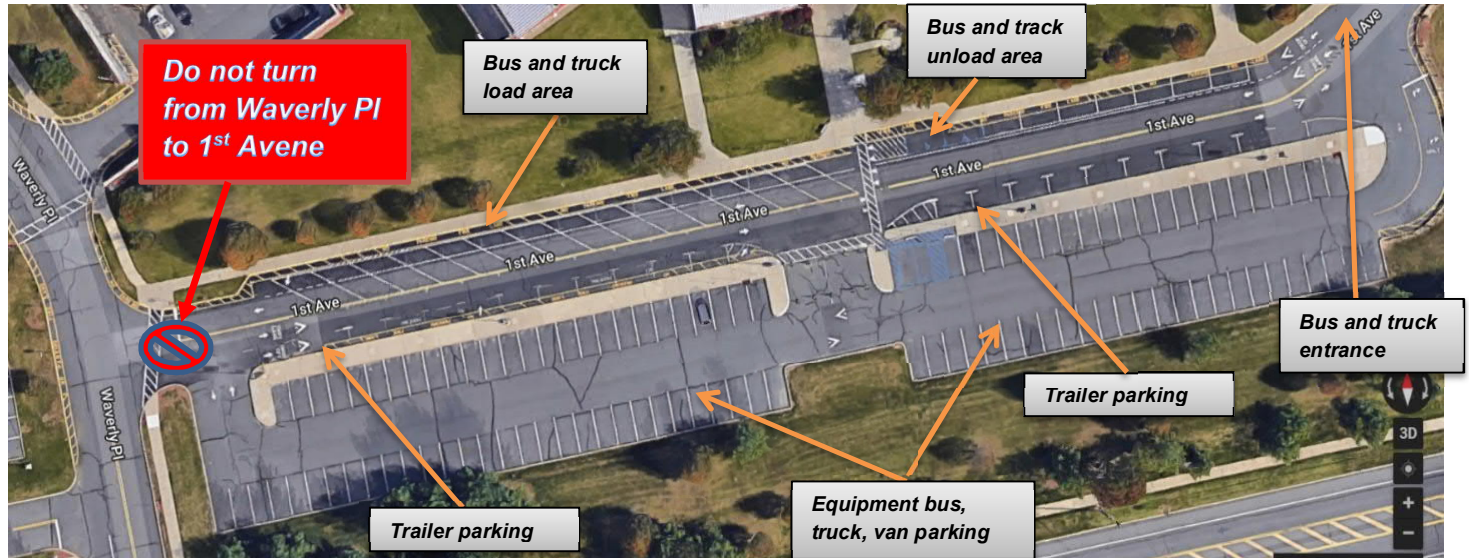 Do not turn
from Waverly Pl
to 1st Avene
Bus and truck
load area
Bus and track
unload area
Bus and truck
entrance
Trailer parking
Equipment bus,
truck, van parking
Trailer parking
Waverly Pl
Waverly Pl
1st Ave
1st Ave
1st Ave
1st Ave
1st Ave
1st Ave
3D
+
−